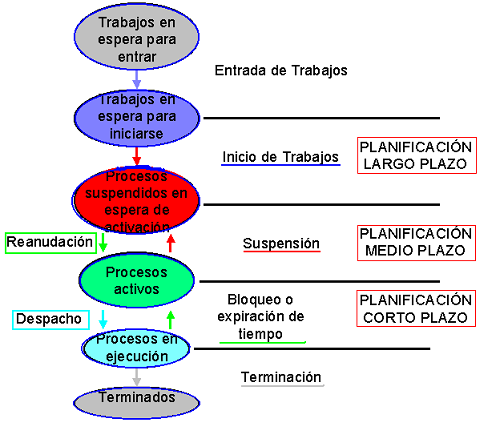 Trabajos en
espera para
entrar
Entrada de Trabajos
Trabajos en
espera para
iniciarse
Inicio de Trabajos
PLANIFICACIÓN
LARGO PLAZO
Procesos
suspendidos en
espera de
activación
Reanudación
Suspensión
PLANIFICACIÓN
MEDIO PLAZO
Procesos
activos
Despacho
Bloqueo o
expiración de
tiempo
PLANIFICACIÓN
CORTO PLAZO
Procesos en
ejecución
Terminación
Terminados